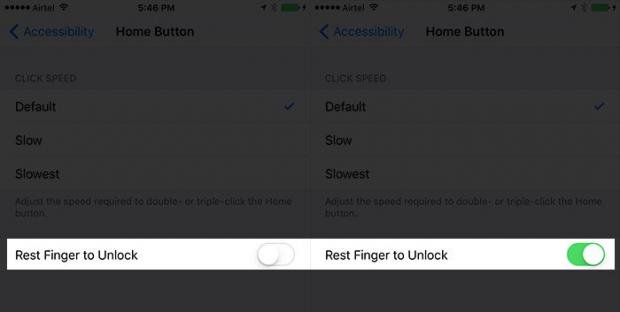 Airtel 5:46 PM
Accessibility Home Button
CLICK SPEED
Default
Slow
Slowest
Adjust the speed required to double- or triple-click the Home
button.
Rest Finger to Unlock
Airtel 5:46 PM
Accessibility Home Button
CLICK SPEED
Default
Slow
Slowest
Adjust the speed required to double- or triple-click the Home
button.
Rest Finger to Unlock